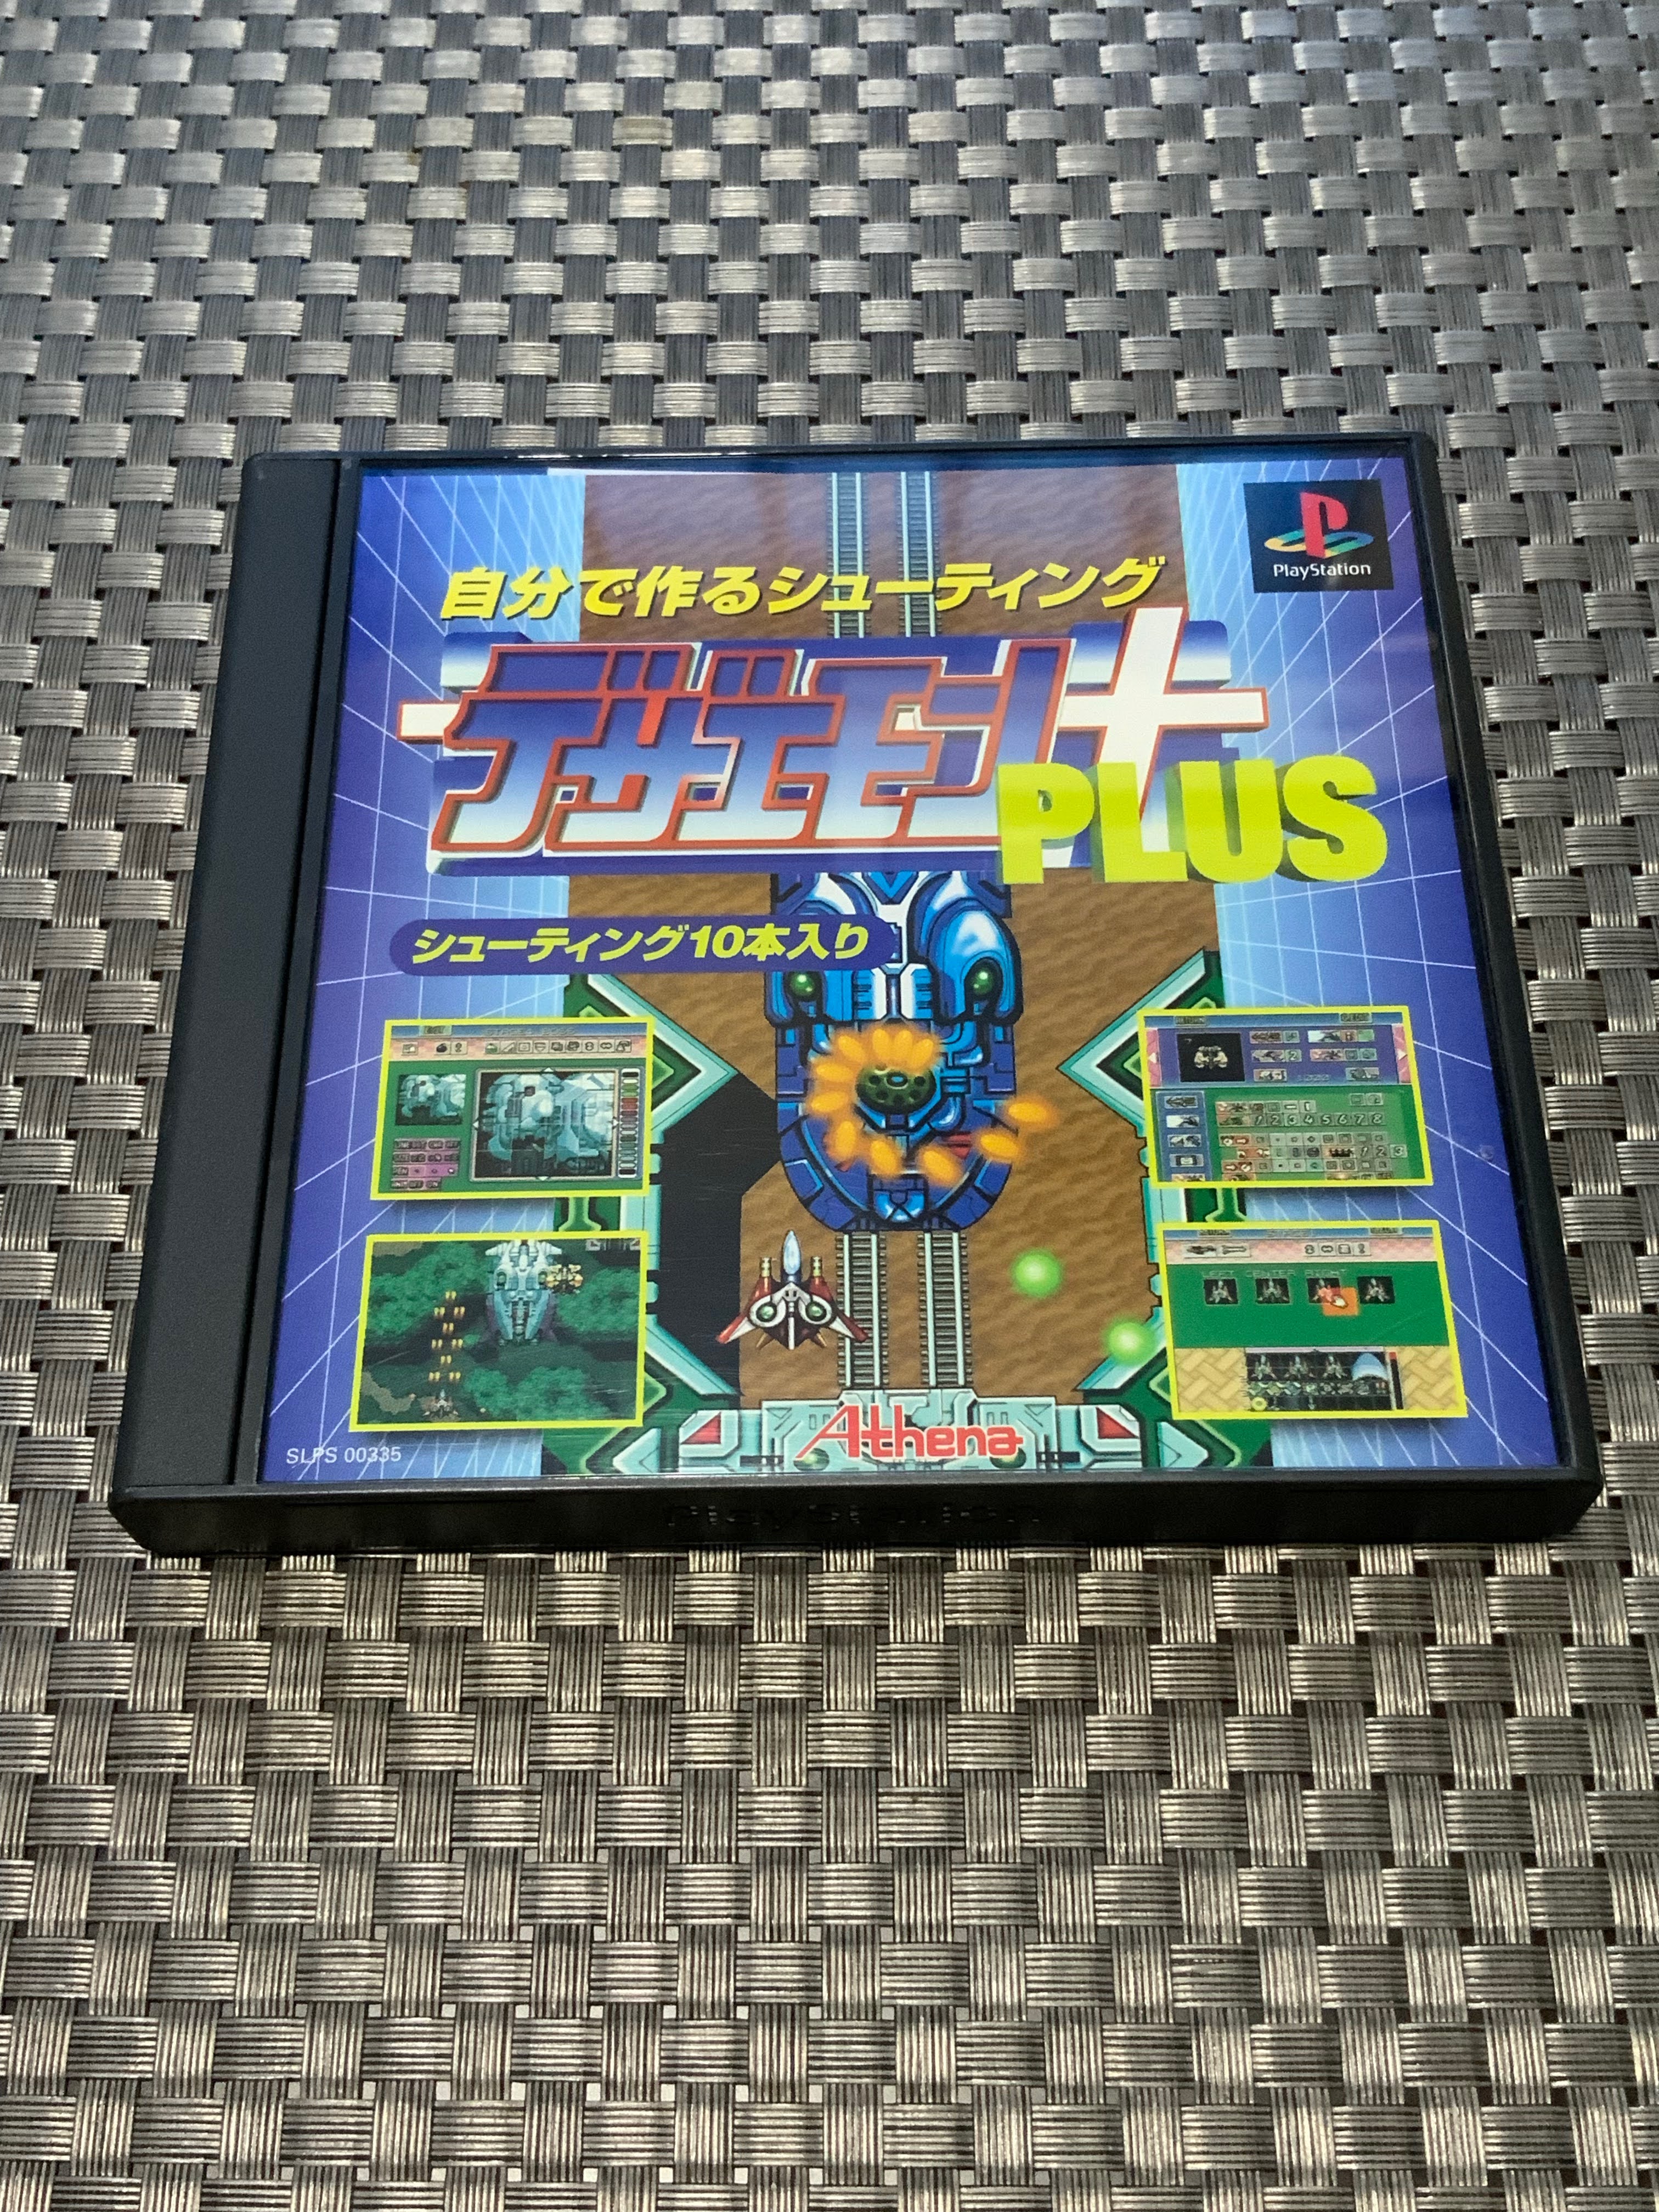 PlayStation
自分で作るシューティング
デザエモン+
PLUS
シューティング10本入り
Athena
SLPS 00335
PlayStation